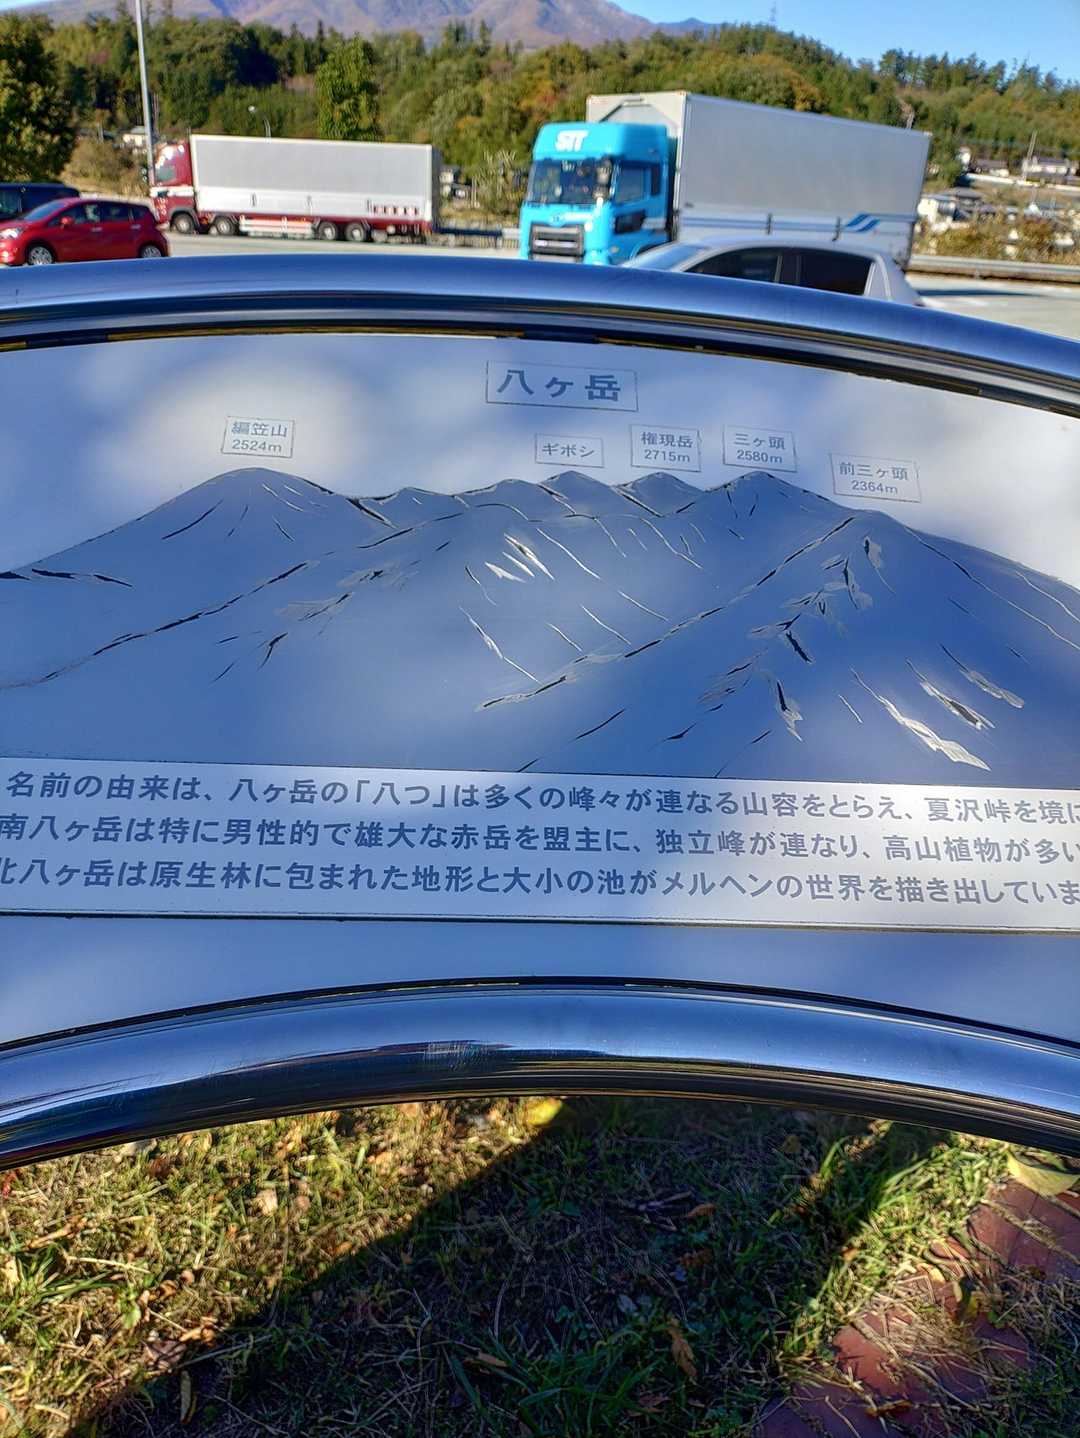 SIT
八ヶ岳
編笠山
2524m
ギボシ
権現岳
2715m
三ヶ頭
2580m
前三ヶ頭
2364m
名前の由来は、八ヶ岳の「八つ」は多くの峰々が連なる山容をとらえ、夏沢峠を境に
南八ヶ岳は特に男性的で雄大な赤岳を盟主に、独立峰が連なり、高山植物が多い
北八ヶ岳は原生林に包まれた地形と大小の池がメルヘンの世界を描き出していま